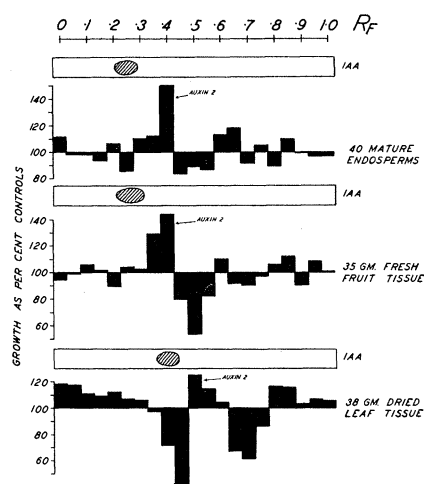 0 .1 .2 .3 .4 .5 .6 .7 .8 .9 1.0 RF
IAA
140
120
100
80
AUXIN 2
40 MATURE
ENDOSPERMS
IAA
140
120
100
80
60
AUXIN 2
35 GM. FRESH
FRUIT TISSUE
IAA
120
100
80
60
AUXIN 2
38 GM. DRIED
LEAF TISSUE
GROWTH AS PER CENT CONTROLS